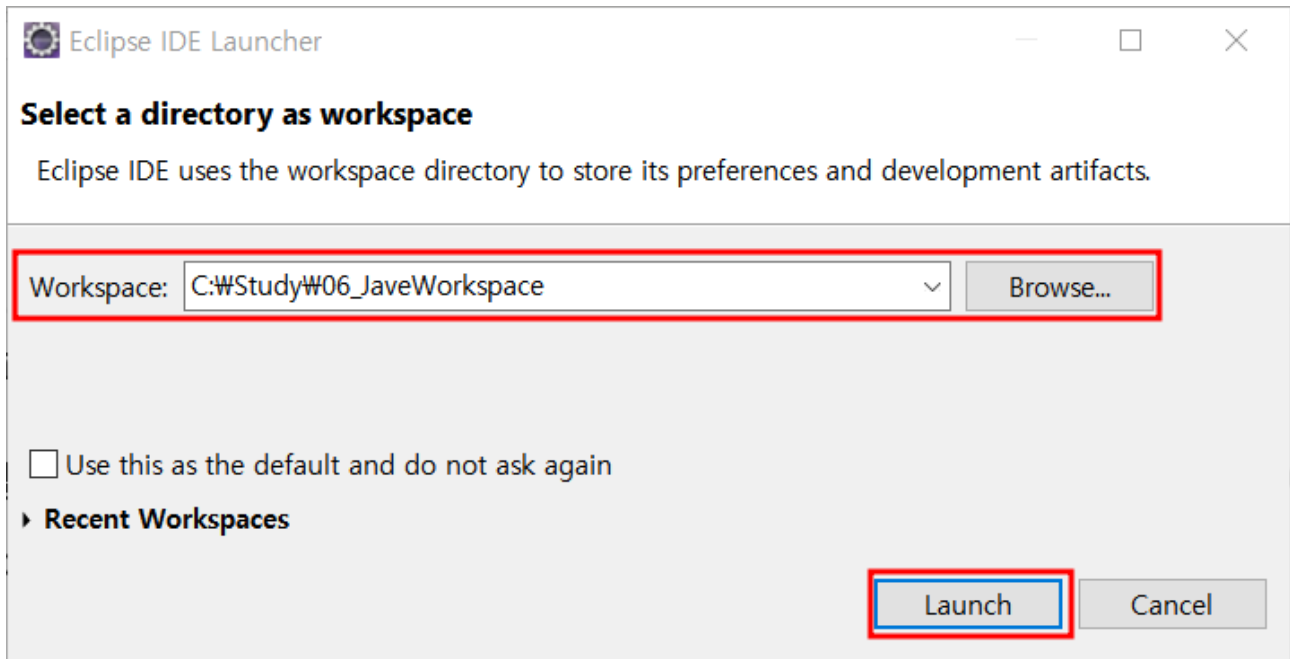 Eclipse IDE Launcher
Select a directory as workspace
Eclipse IDE uses the workspace directory to store its preferences and development artifacts.
Workspace: C:₩Study₩06_JaveWorkspace Browse...
Use this as the default and do not ask again
Recent Workspaces
Launch Cancel